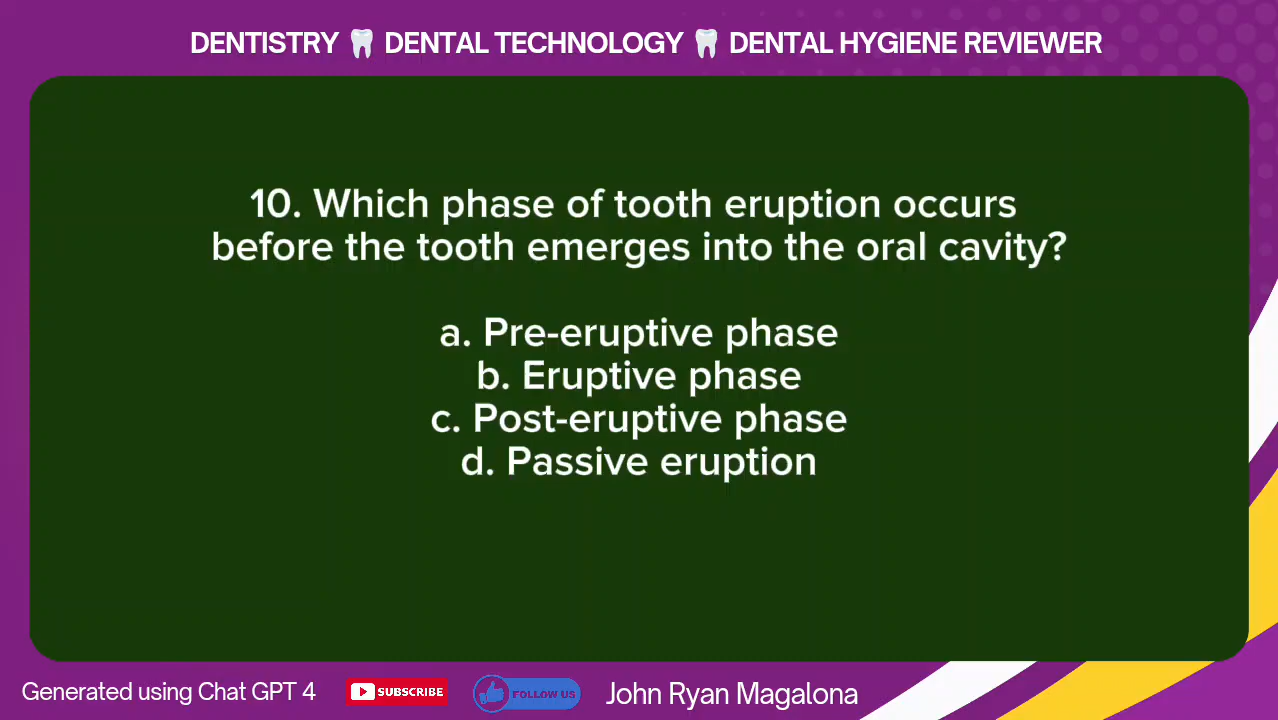 DENTISTRY 🦷 DENTAL TECHNOLOGY 🦷 DENTAL HYGIENE REVIEWER
10. Which phase of tooth eruption occurs
before the tooth emerges into the oral cavity?
a. Pre-eruptive phase
b. Eruptive phase
c. Post-eruptive phase
d. Passive eruption
Generated using Chat GPT 4
SUBSCRIBE
FOLLOW US
John Ryan Magalona